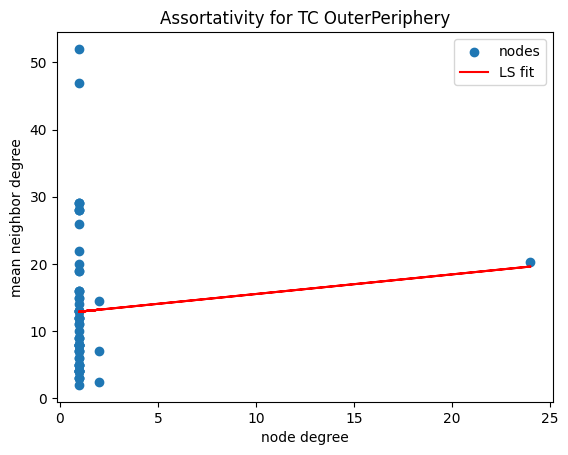 Assortativity for TC OuterPeriphery
nodes
LS fit
mean neighbor degree
50
40
30
20
10
0
0 5 10 15 20 25
node degree